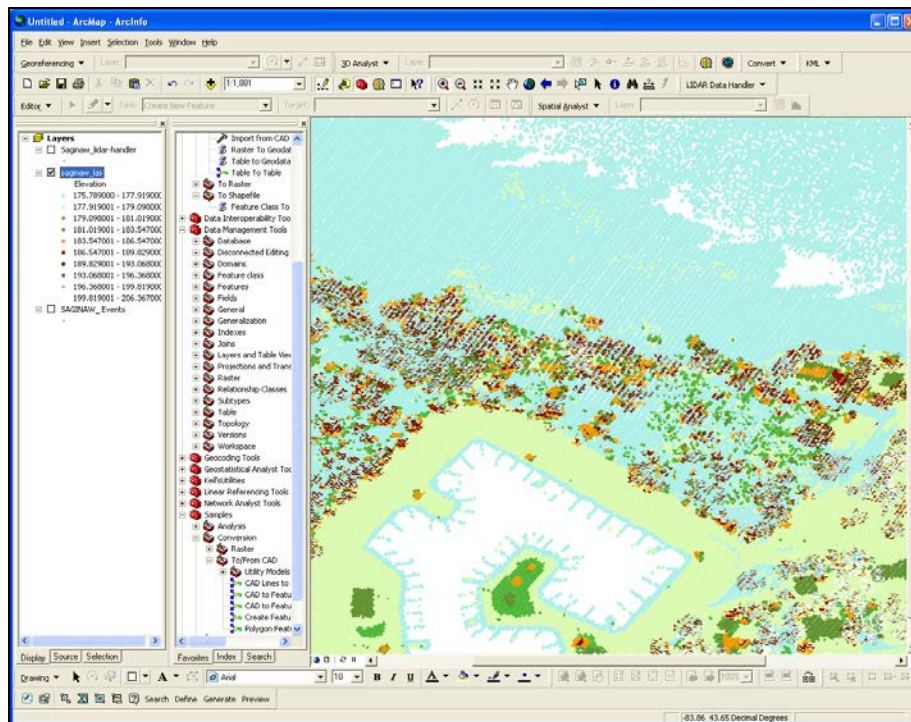 Untitled - ArcMap - ArcInfo
File Edit View Insert Selection Tools Window Help
Georeferencing Layer: 3D Analyst Layer: Convert KML
1:1,881 LIDAR Data Handler
Editor Task: Create New Feature Target: Spatial Analyst Layer:
Layers
Saginaw_lidar-handler
saginaw_las
Elevation
175.789000 - 177.919000
177.919001 - 179.090000
179.090001 - 181.019000
181.019001 - 183.547000
183.547001 - 186.547000
186.547001 - 189.829000
189.829001 - 193.068000
193.068001 - 196.368000
196.368001 - 199.819000
199.819001 - 206.367000
SAGINAW_Events
Import from CAD
Raster To Geodat
Table to Geodata
Table To Table
To Raster
To Shapefile
Feature Class To
Data Interoperability Too
Data Management Tools
Database
Disconnected Editing
Domains
Feature class
Features
Fields
General
Generalization
Indexes
Joins
Layers and Table View
Projections and Trans
Raster
Relationship Classes
Subtypes
Table
Topology
Versions
Workspace
Geocoding Tools
Geostatistical Analyst Too
Linear Referencing Tools
Network Analyst Tools
Samples
Analysis
Conversion
Raster
To/From CAD
Utility Models
CAD Lines to
CAD to Featu
CAD to Featu
Create Featu
Polygon Feat
Display Source Selection
Favorites Index Search
Drawing A Arial 10 B I U A 100%
Search Define Generate Preview
-83.86 43.65 Decimal Degrees